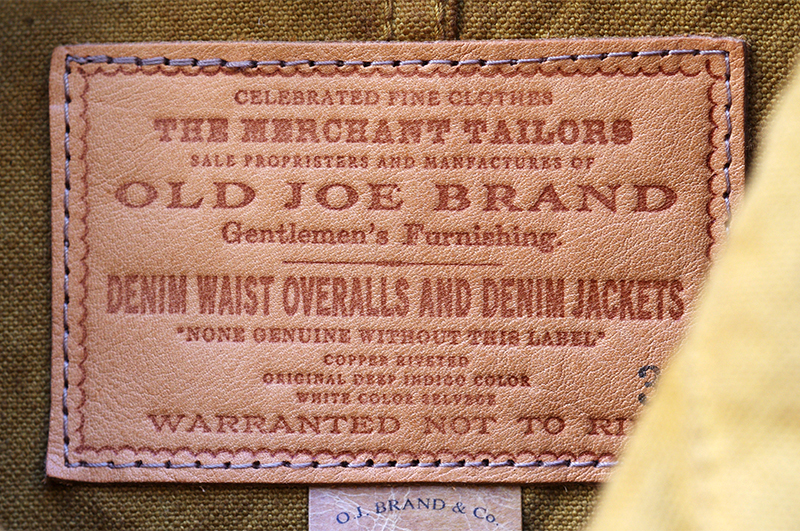 CELEBRATED FINE CLOTHES
THE MERCHANT TAILORS
SALE PROPRISTERS AND MANFACTURES OF
OLD JOE BRAND
Gentlemen's Furnishing.
DENIM WAIST OVERALLS AND DENIM JACKETS
"NONE GENUINE WITHOUT THIS LABEL"
COPPER RIVETED
ORIGINAL DEEP INDIGO COLOR
WHITE COLOR SELVEGE
WARRANTED NOT TO
O.J. BRAND & Co.